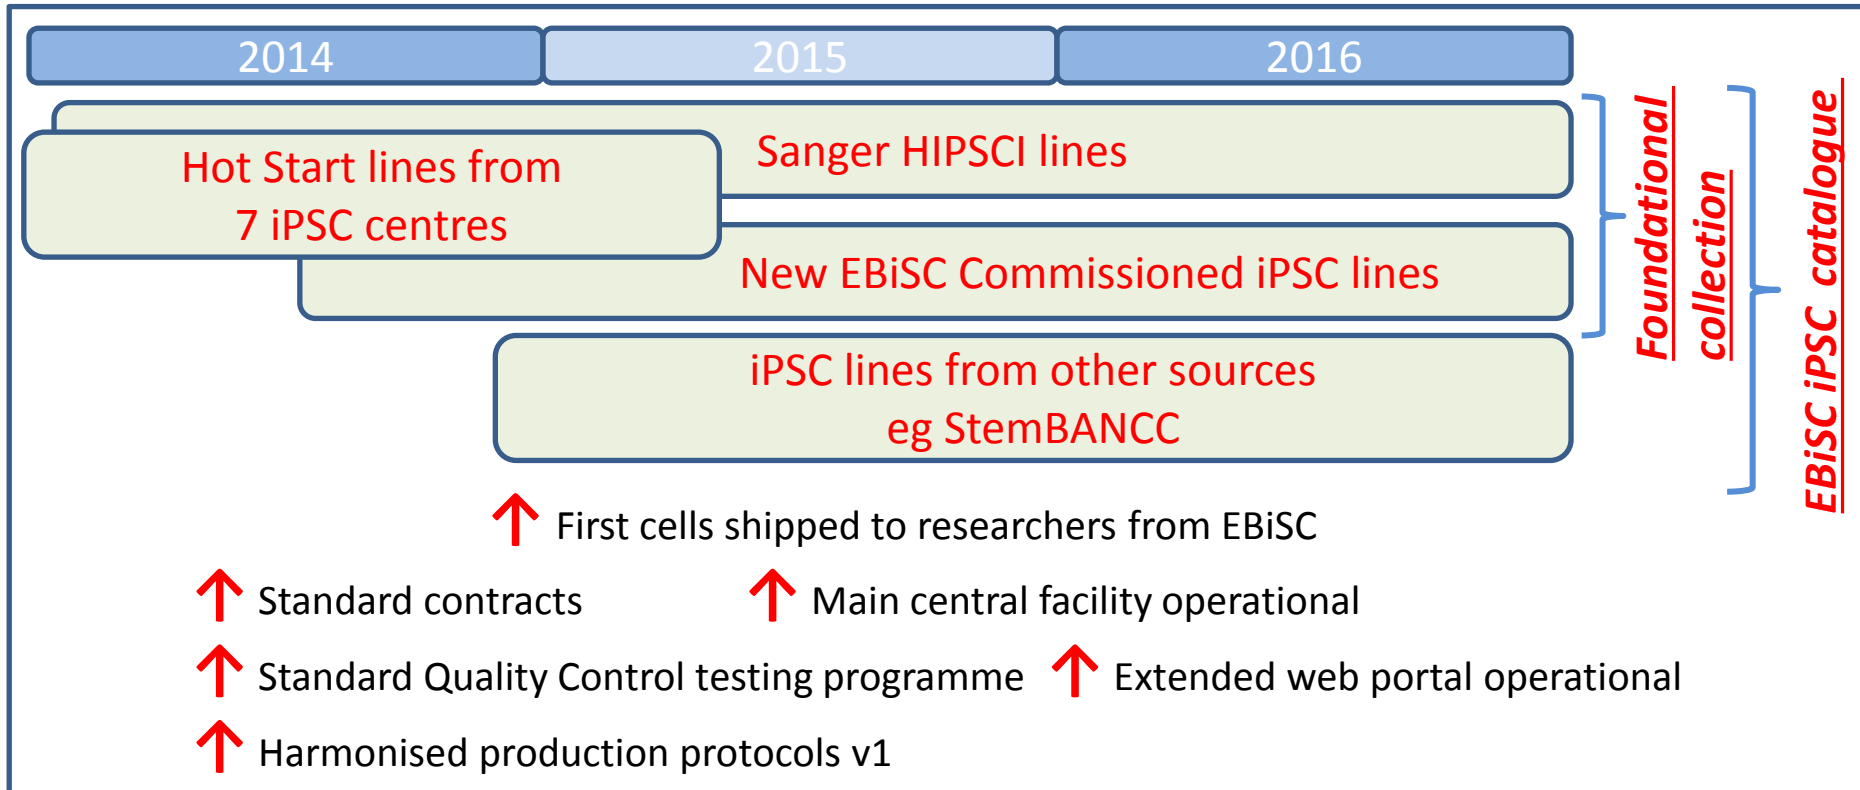 2014
2015
2016
Sanger HIPSCI lines
Hot Start lines from
7 iPSC centres
New EBiSC Commissioned iPSC lines
iPSC lines from other sources
eg StemBANCC
Foundational
collection
EBiSC iPSC catalogue
First cells shipped to researchers from EBiSC
Standard contracts
Main central facility operational
Standard Quality Control testing programme
Extended web portal operational
Harmonised production protocols v1